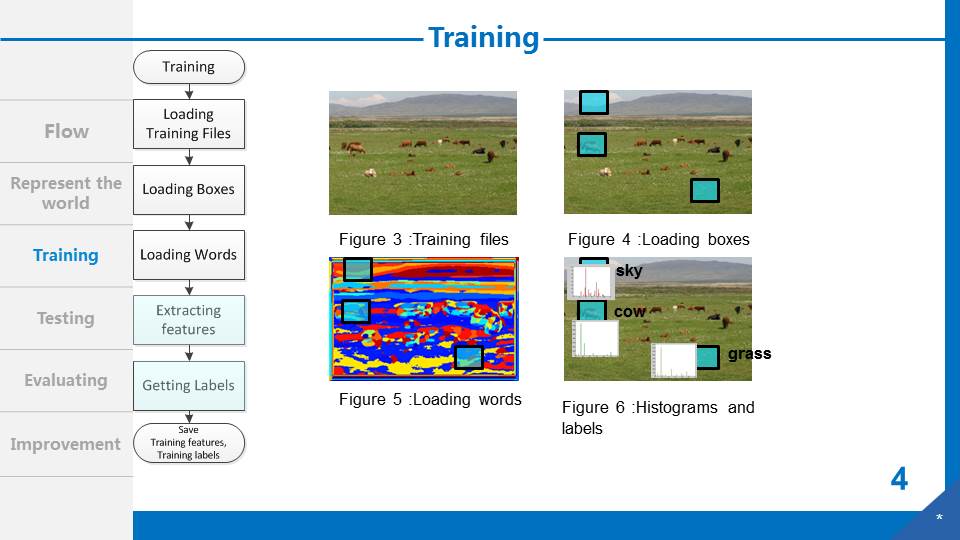 Training
Flow
Represent the
world
Training
Testing
Evaluating
Improvement
Training
Loading
Training Files
Loading Boxes
Loading Words
Extracting
features
Getting Labels
Save
Training features,
Training labels
Figure 3 :Training files
Figure 4 :Loading boxes
sky
cow
grass
Figure 5 :Loading words
Figure 6 :Histograms and
labels
4
*